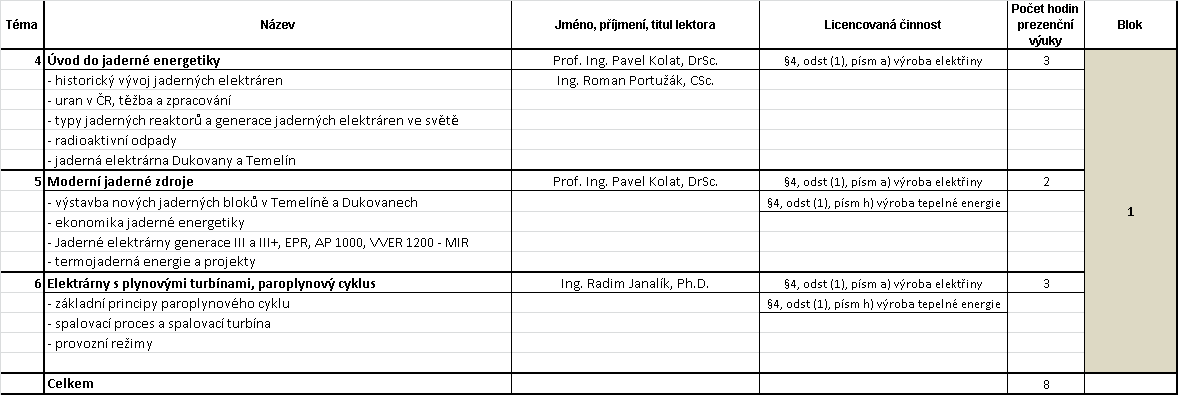 Téma Název Jméno, příjmení, titul lektora Licencovaná činnost Počet hodin prezenční výuky Blok
4 Úvod do jaderné energetiky Prof. Ing. Pavel Kolat, DrSc. §4, odst (1), písm a) výroba elektřiny 3
- historický vývoj jaderných elektráren Ing. Roman Portužák, CSc.
- uran v ČR, těžba a zpracování
- typy jaderných reaktorů a generace jaderných elektráren ve světě
- radioaktivní odpady
- jaderná elektrárna Dukovany a Temelín
5 Moderní jaderné zdroje Prof. Ing. Pavel Kolat, DrSc. §4, odst (1), písm a) výroba elektřiny 2
- výstavba nových jaderných bloků v Temelíně a Dukovanech §4, odst (1), písm h) výroba tepelné energie
1
- ekonomika jaderné energetiky
- Jaderné elektrárny generace III a III+, EPR, AP 1000, VVER 1200 - MIR
- termojaderná energie a projekty
6 Elektrárny s plynovými turbínami, paroplynový cyklus Ing. Radim Janalík, Ph.D. §4, odst (1), písm a) výroba elektřiny 3
- základní principy paroplynového cyklu §4, odst (1), písm h) výroba tepelné energie
- spalovací proces a spalovací turbína
- provozní režimy
Celkem 8